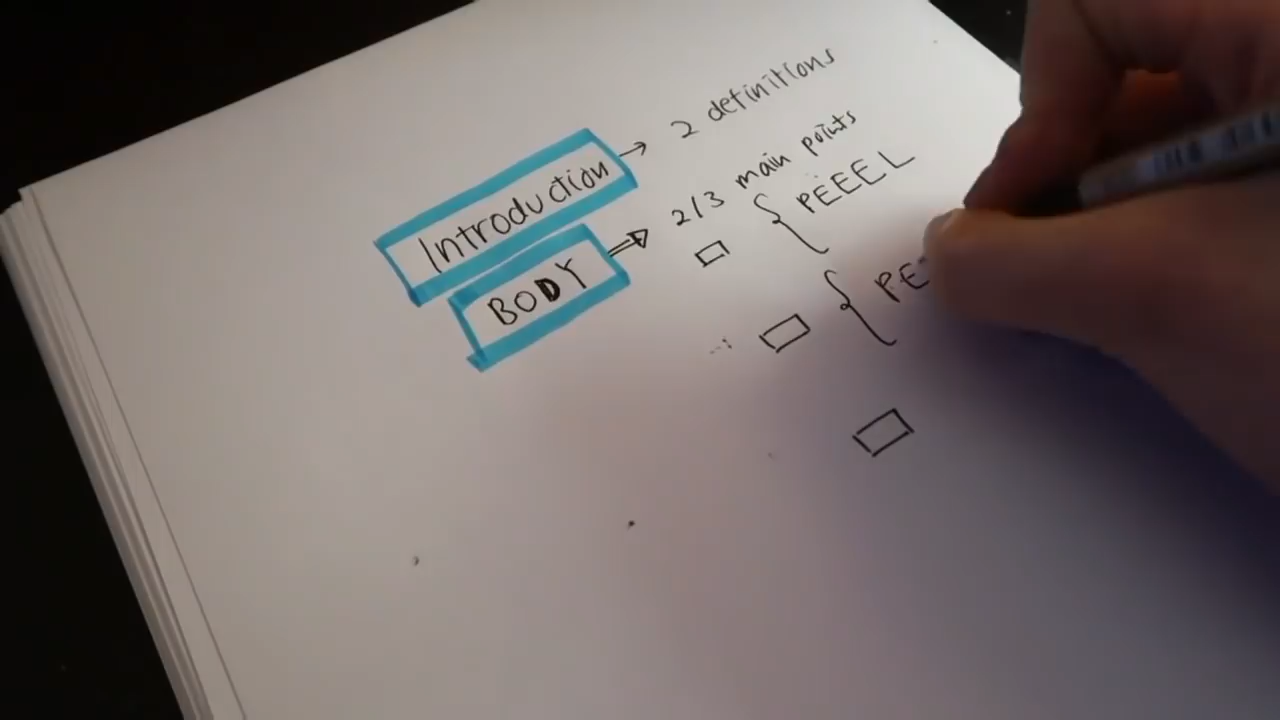 Introduction → 2 definitions
BODY ⇒ 2/3 main points
{ PEEEL
{ PE